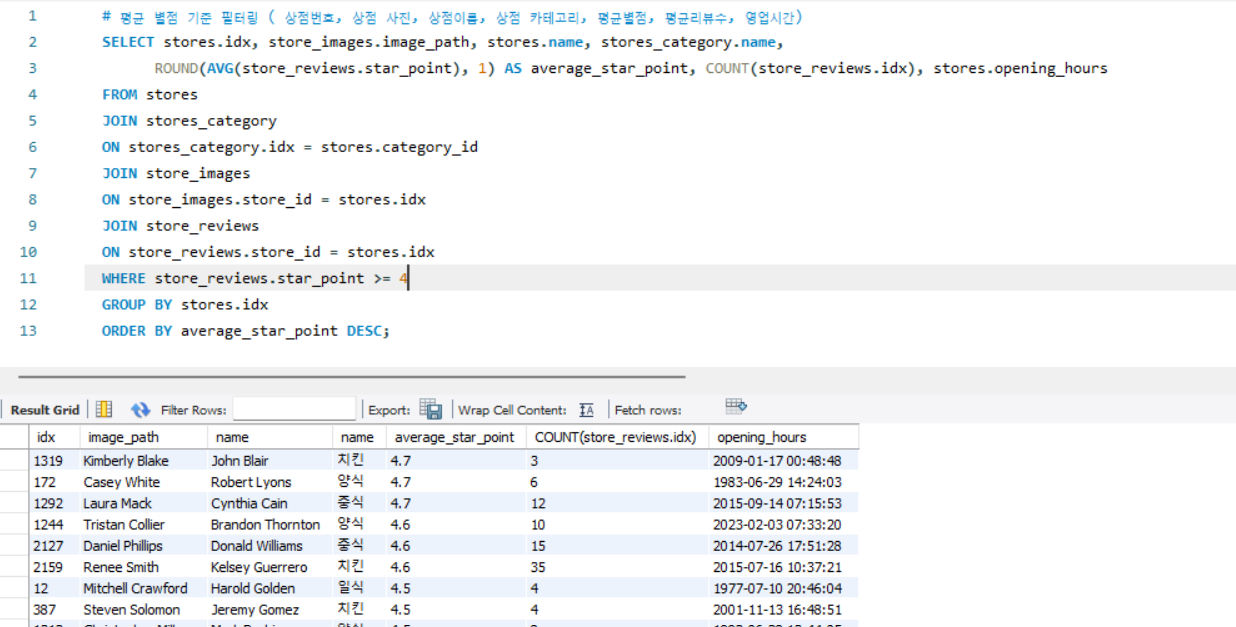 1 # 평균 별점 기준 필터링 ( 상점번호, 상점 사진, 상점이름, 상점 카테고리, 평균별점, 평균리뷰수, 영업시간)
2 SELECT stores.idx, store_images.image_path, stores.name, stores_category.name,
3 ROUND(AVG(store_reviews.star_point), 1) AS average_star_point, COUNT(store_reviews.idx), stores.opening_hours
4 FROM stores
5 JOIN stores_category
6 ON stores_category.idx = stores.category_id
7 JOIN store_images
8 ON store_images.store_id = stores.idx
9 JOIN store_reviews
10 ON store_reviews.store_id = stores.idx
11 WHERE store_reviews.star_point >= 4
12 GROUP BY stores.idx
13 ORDER BY average_star_point DESC;
Result Grid Filter Rows: Export: Wrap Cell Content: IA Fetch rows:
idx image_path name name average_star_point COUNT(store_reviews.idx) opening_hours
1319 Kimberly Blake John Blair 치킨 4.7 3 2009-01-17 00:48:48
172 Casey White Robert Lyons 양식 4.7 6 1983-06-29 14:24:03
1292 Laura Mack Cynthia Cain 중식 4.7 12 2015-09-14 07:15:53
1244 Tristan Collier Brandon Thornton 양식 4.6 10 2023-02-03 07:33:20
2127 Daniel Phillips Donald Williams 중식 4.6 15 2014-07-26 17:51:28
2159 Renee Smith Kelsey Guerrero 치킨 4.6 35 2015-07-16 10:37:21
12 Mitchell Crawford Harold Golden 일식 4.5 4 1977-07-10 20:46:04
387 Steven Solomon Jeremy Gomez 치킨 4.5 4 2001-11-13 16:48:51